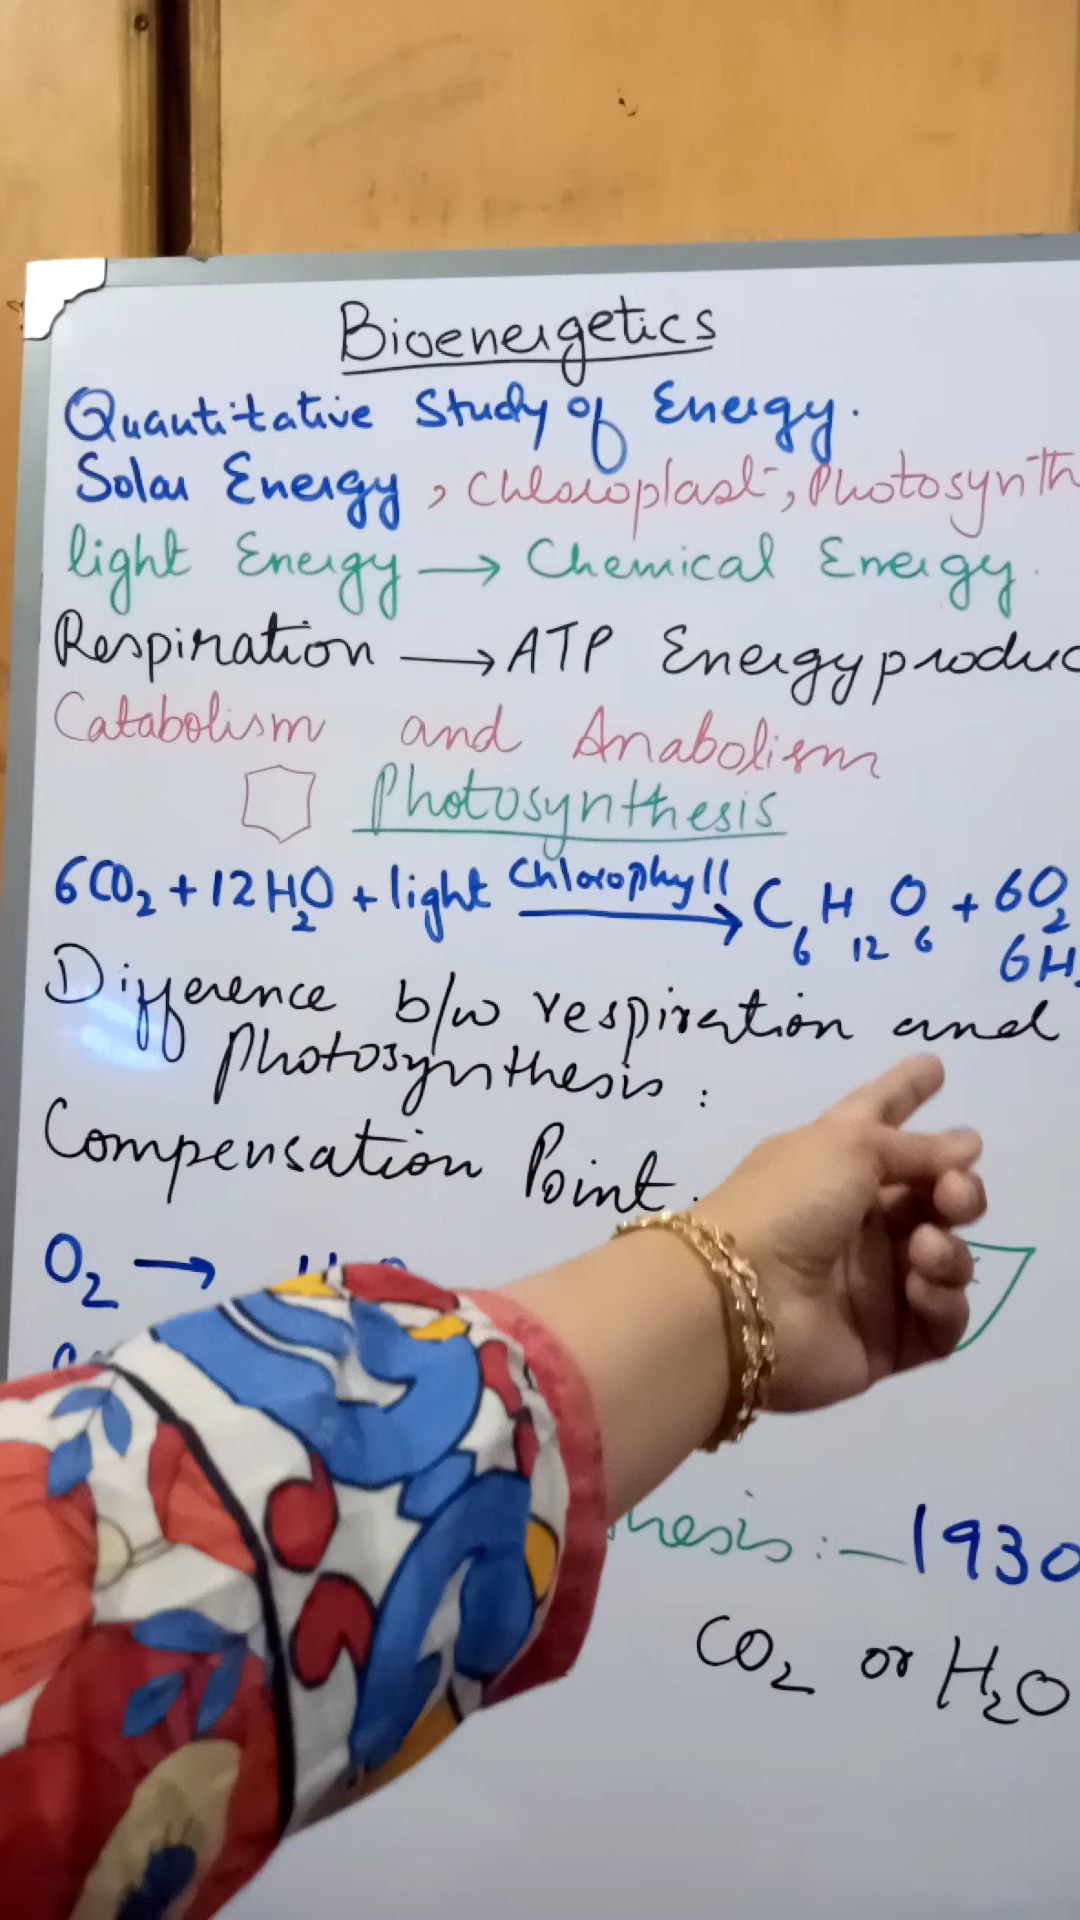 Bioenergetics
Quantitative Study of Energy.
Solar Energy, Chloroplast, Photosynth
light Energy → Chemical Energy.
Respiration → ATP Energy produc
Catabolism and Anabolism
Photosynthesis
6CO₂ + 12H₂O + light Chlorophyll → C₆H₁₂O₆ + 6O₂
6H₂
Difference b/w respiration and
Photosynthesis:
Compensation Point.
O₂ →
hesis:- 1930
CO₂ or H₂O